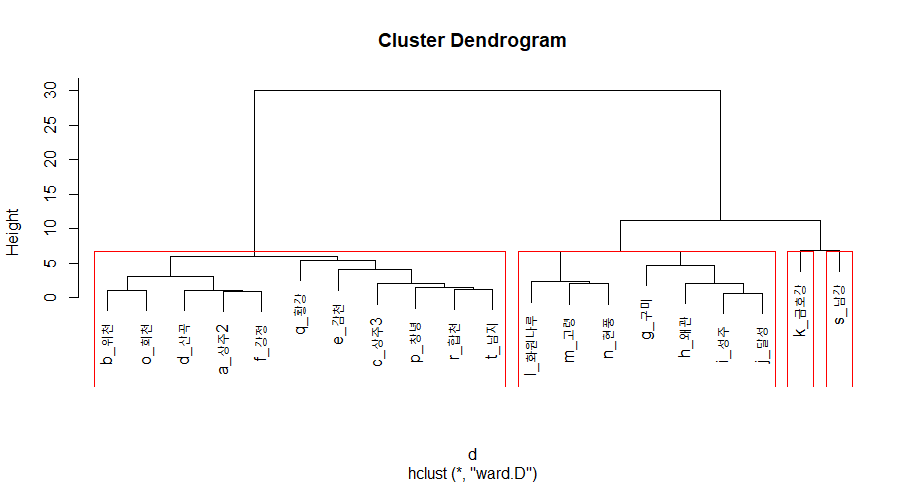 Cluster Dendrogram
Height
30
25
20
15
10
5
0
b_위천
o_회천
d_산곡
a_상주2
f_강정
q_황강
e_감천
c_상주3
p_창녕
r_합천
t_남지
l_화원나루
m_고령
n_현풍
g_구미
h_왜관
i_성주
j_달성
k_금호강
s_남강
d
hclust (*, "ward.D")